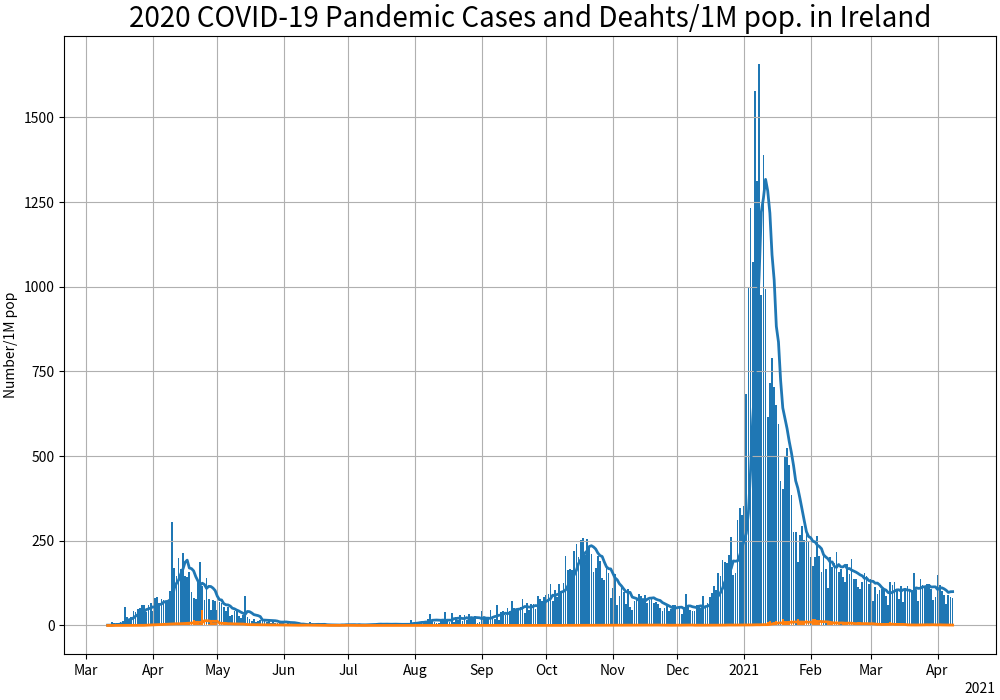 2020 COVID-19 Pandemic Cases and Deahts/1M pop. in Ireland
Number/1M pop
1500
1250
1000
750
500
250
0
Mar Apr May Jun Jul Aug Sep Oct Nov Dec 2021 Feb Mar Apr
2021